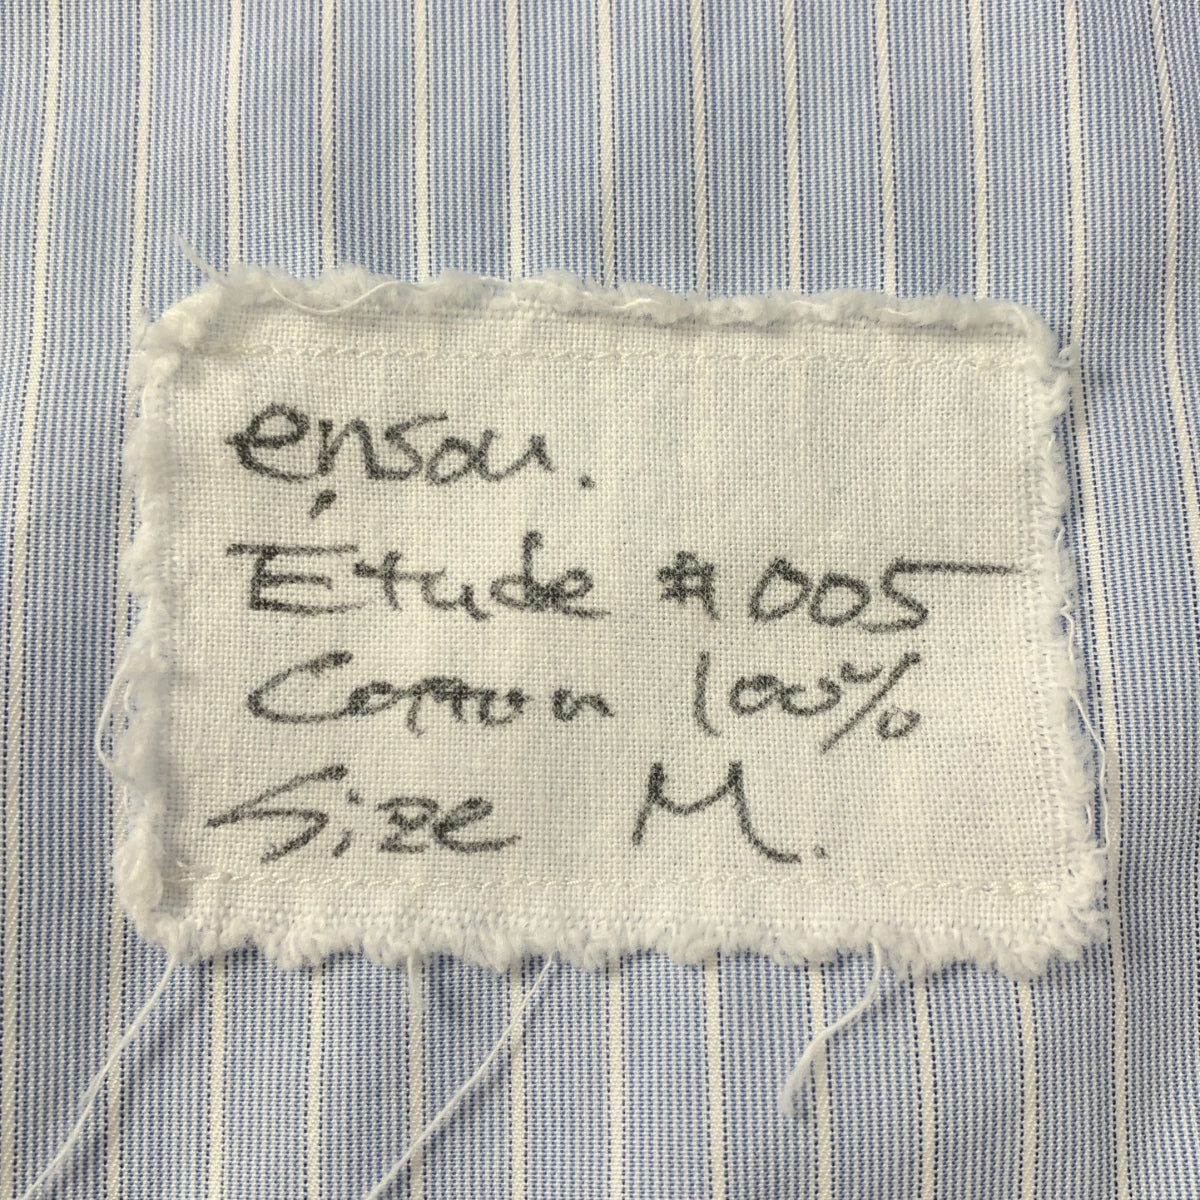 ensou.
Étude #005
Cotton 100%
Size M.